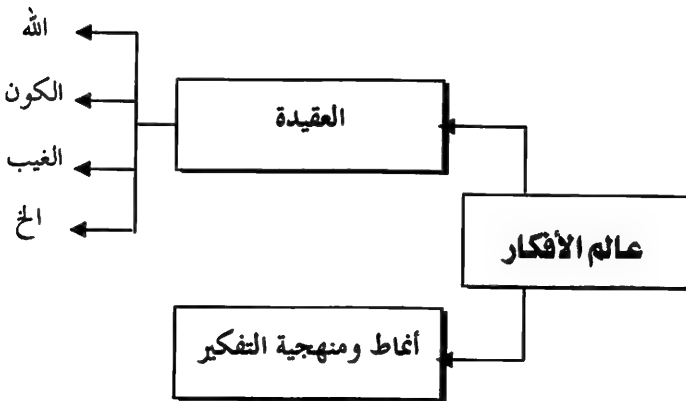 عالم الأفكار
العقيدة
الله
الكون
الغيب
الخ
أنماط ومنهجية التفكير